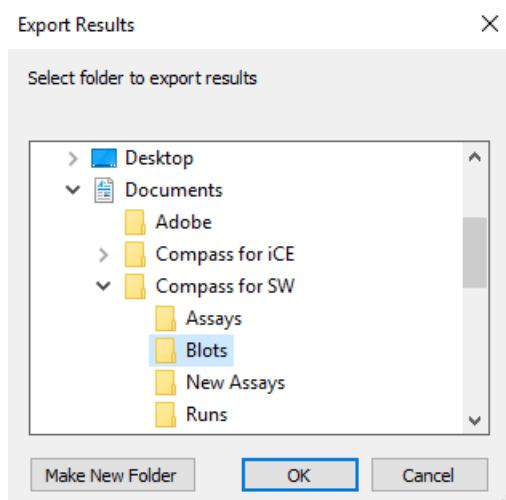 Export Results
Select folder to export results
Desktop
Documents
Adobe
Compass for iCE
Compass for SW
Assays
Blots
New Assays
Runs
Make New Folder OK Cancel